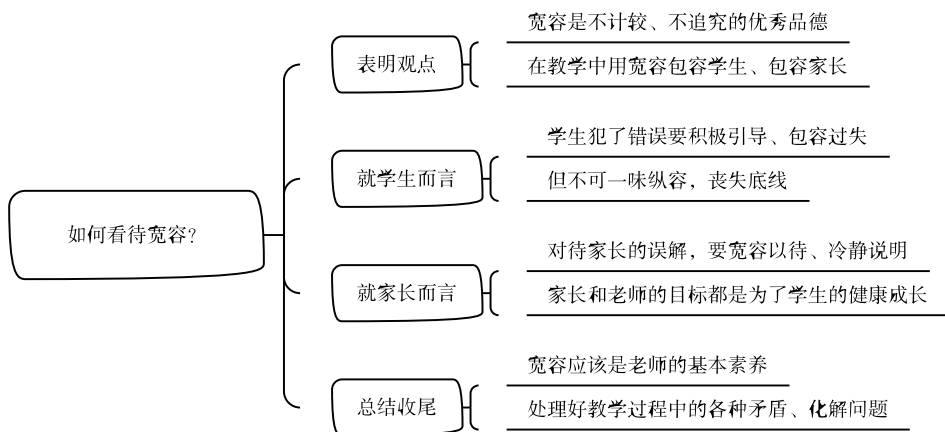 如何看待宽容？
表明观点
宽容是不计较、不追究的优秀品德
在教学中用宽容包容学生、包容家长
就学生而言
学生犯了错误要积极引导、包容过失
但不可一味纵容，丧失底线
就家长而言
对待家长的误解，要宽容以待、冷静说明
家长和老师的目标都是为了学生的健康成长
总结收尾
宽容应该是老师的基本素养
处理好教学过程中的各种矛盾、化解问题